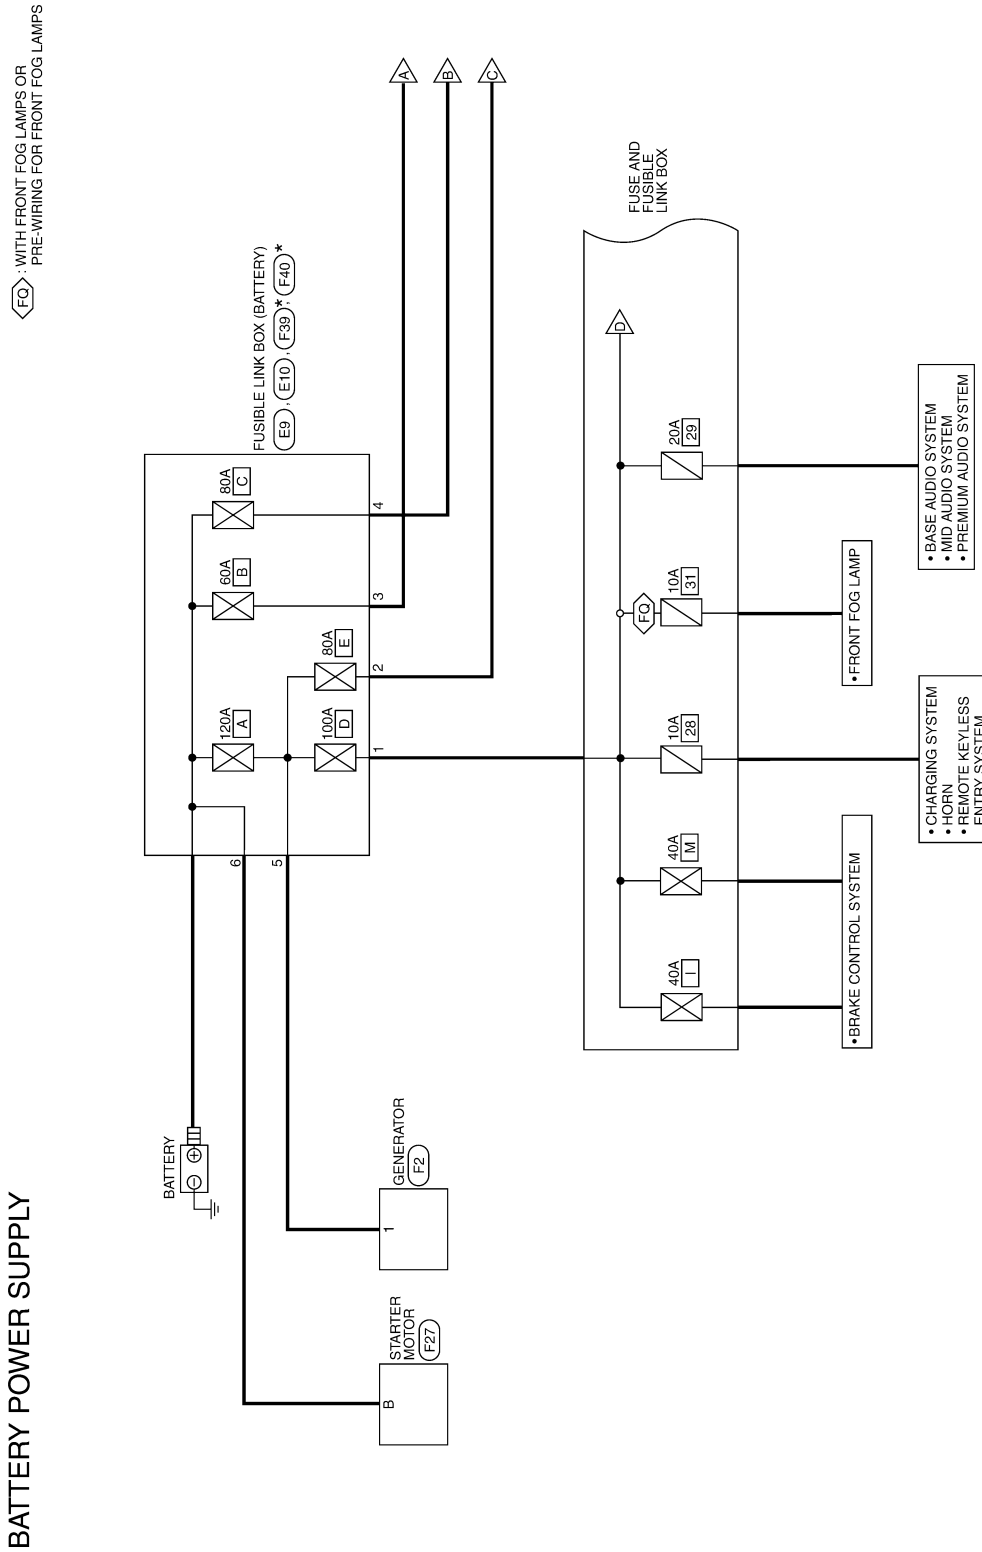 BATTERY POWER SUPPLY
FQ : WITH FRONT FOG LAMPS OR
PRE-WIRING FOR FRONT FOG LAMPS
BATTERY
− +
FUSIBLE LINK BOX (BATTERY)
E9 , E10 , F39 * , F40 *
120A
A
60A
B
80A
C
100A
D
80A
E
6
5
1
2
3
4
A
B
C
STARTER
MOTOR
F27
B
GENERATOR
F2
1
FUSE AND
FUSIBLE
LINK BOX
D
40A
I
40A
M
10A
28
FQ
10A
31
20A
29
• BRAKE CONTROL SYSTEM
• CHARGING SYSTEM
• HORN
• REMOTE KEYLESS
ENTRY SYSTEM
• FRONT FOG LAMP
• BASE AUDIO SYSTEM
• MID AUDIO SYSTEM
• PREMIUM AUDIO SYSTEM